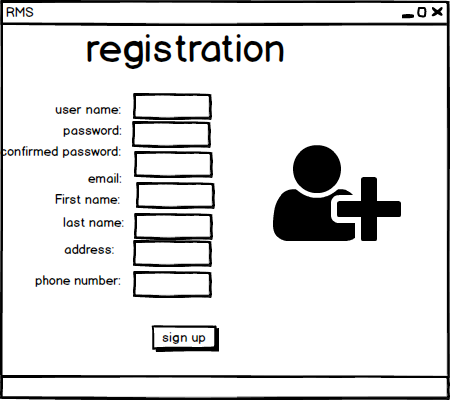 RMS
registration
user name:
password:
confirmed password:
email:
First name:
last name:
address:
phone number:
sign up